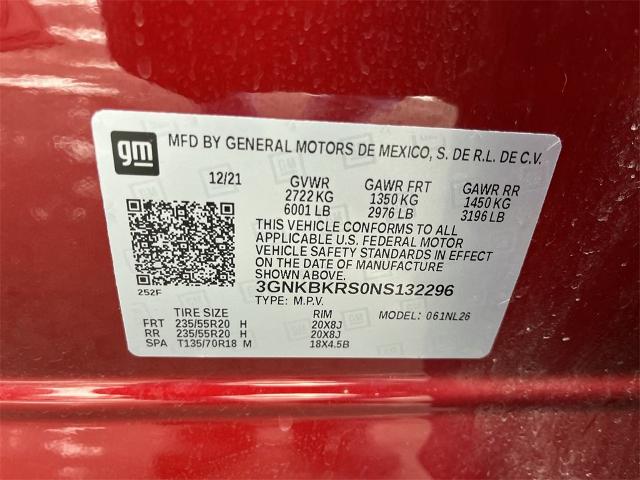 gm
MFD BY GENERAL MOTORS DE MEXICO, S. DE R.L. DE C.V.
12/21 GVWR GAWR FRT GAWR RR
2722 KG 1350 KG 1450 KG
6001 LB 2976 LB 3196 LB
THIS VEHICLE CONFORMS TO ALL
APPLICABLE U.S. FEDERAL MOTOR
VEHICLE SAFETY STANDARDS IN EFFECT
ON THE DATE OF MANUFACTURE
SHOWN ABOVE.
252F 3GNKBKRS0NS132296
TYPE: M.P.V. MODEL: 061NL26
TIRE SIZE RIM
FRT 235/55R20 H 20X8J
RR 235/55R20 H 20X8J
SPA T135/70R18 M 18X4.5B